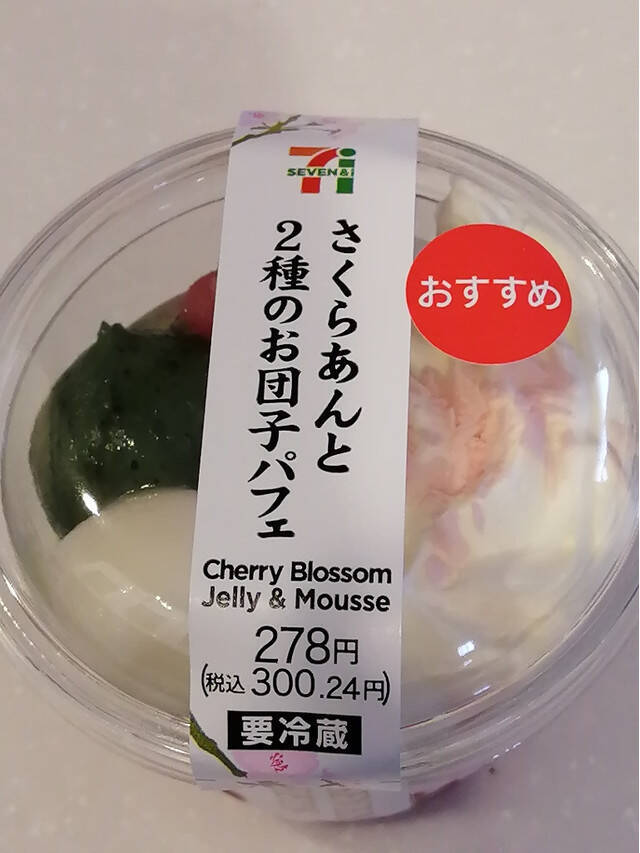 SEVEN&i
さくらあんと
2種のお団子パフェ
おすすめ
Cherry Blossom
Jelly & Mousse
278円
(税込 300.24円)
要冷蔵